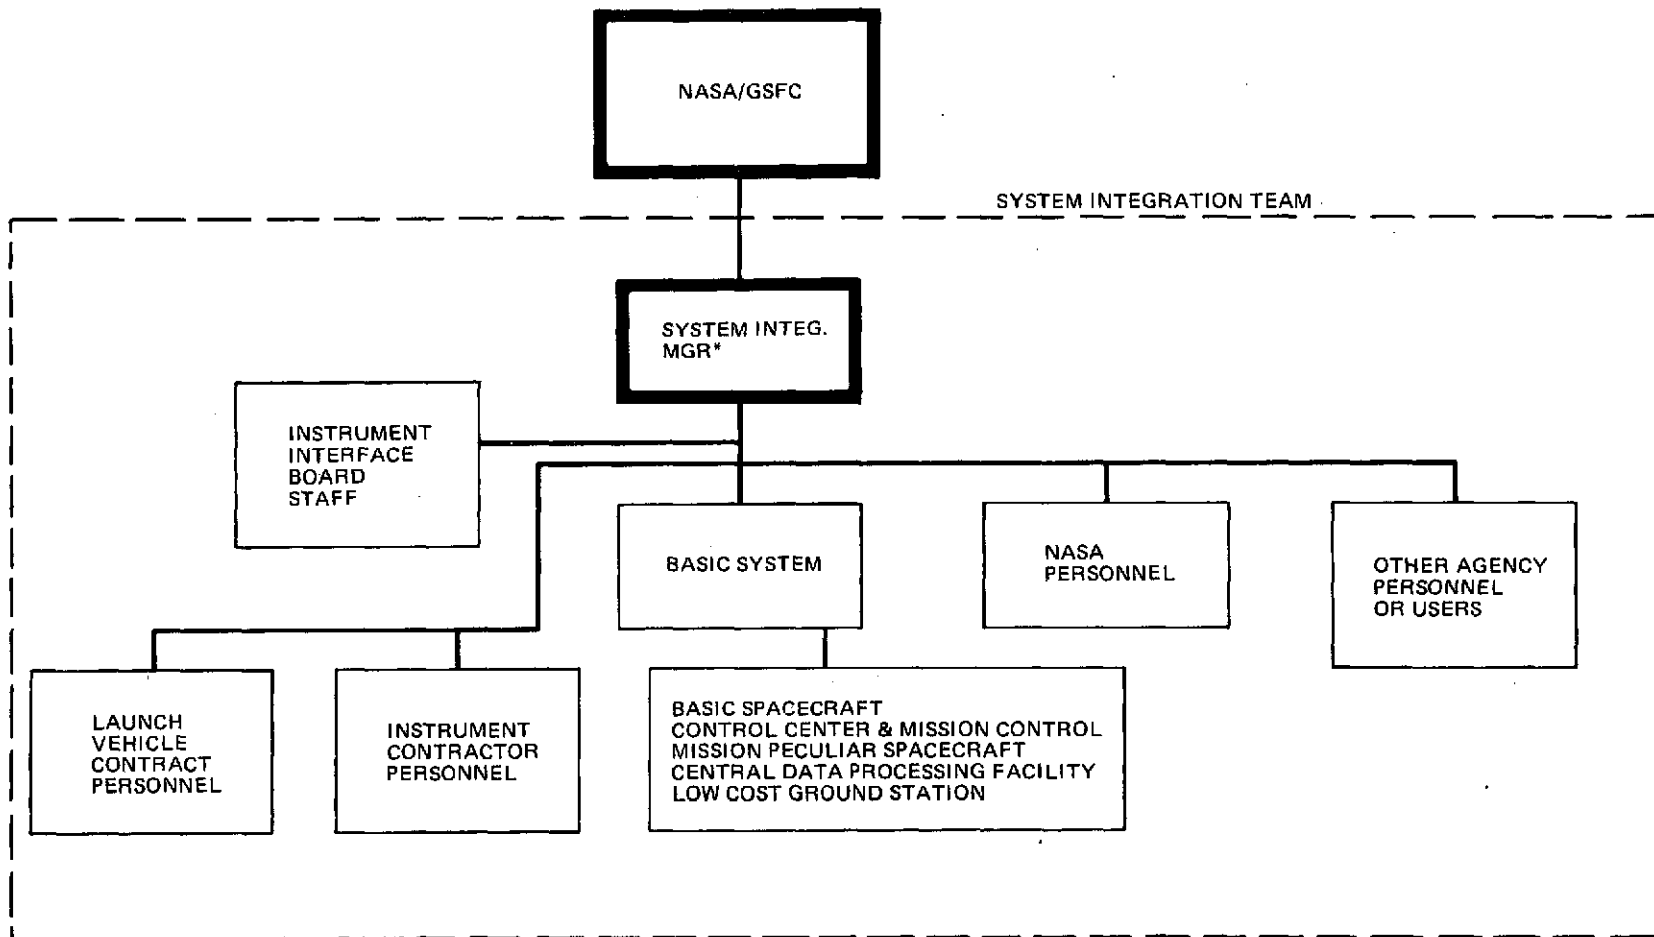 NASA/GSFC
SYSTEM INTEGRATION TEAM
SYSTEM INTEG.
MGR*
INSTRUMENT
INTERFACE
BOARD
STAFF
BASIC SYSTEM
NASA
PERSONNEL
OTHER AGENCY
PERSONNEL
OR USERS
LAUNCH
VEHICLE
CONTRACT
PERSONNEL
INSTRUMENT
CONTRACTOR
PERSONNEL
BASIC SPACECRAFT
CONTROL CENTER & MISSION CONTROL
MISSION PECULIAR SPACECRAFT
CENTRAL DATA PROCESSING FACILITY
LOW COST GROUND STATION